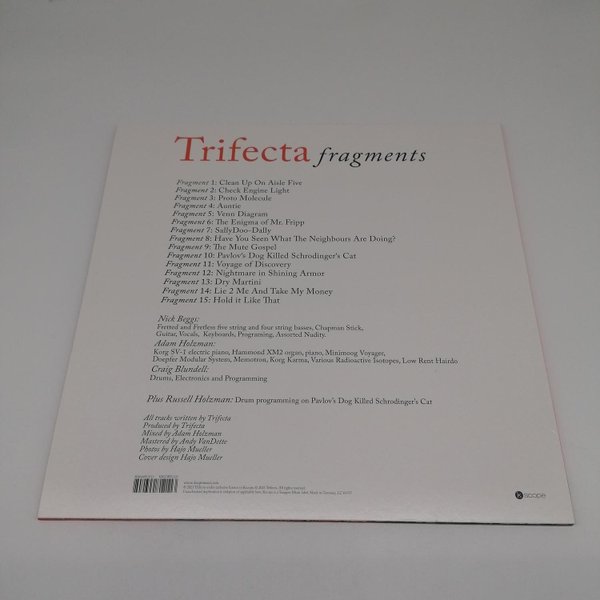 Trifecta fragments
Fragment 1: Clean Up On Aisle Five
Fragment 2: Check Engine Light
Fragment 3: Proto Molecule
Fragment 4: Auntie
Fragment 5: Venn Diagram
Fragment 6: The Enigma of Mr. Fripp
Fragment 7: SallyDoo-Dally
Fragment 8: Have You Seen What The Neighbours Are Doing?
Fragment 9: The Mute Gospel
Fragment 10: Pavlov's Dog Killed Schrodinger's Cat
Fragment 11: Voyage of Discovery
Fragment 12: Nightmare in Shining Armor
Fragment 13: Dry Martini
Fragment 14: Lie 2 Me And Take My Money
Fragment 15: Hold it Like That
Nick Beggs:
Fretted and Fretless five string and four string basses, Chapman Stick,
Guitar, Vocals, Keyboards, Programing, Assorted Nudity.
Adam Holzman:
Korg SV-1 electric piano, Hammond XM2 organ, piano, Minimoog Voyager,
Doepfer Modular System, Memotron, Korg Karma, Various Radioactive Isotopes, Low Rent Hairdo
Craig Blundell:
Drums, Electronics and Programming
Plus Russell Holzman: Drum programming on Pavlov's Dog Killed Schrodinger's Cat
All tracks written by Trifecta
Produced by Trifecta
Mixed by Adam Holzman
Mastered by Andy VanDette
Photos by Hajo Mueller
Cover design Hajo Mueller
kscope